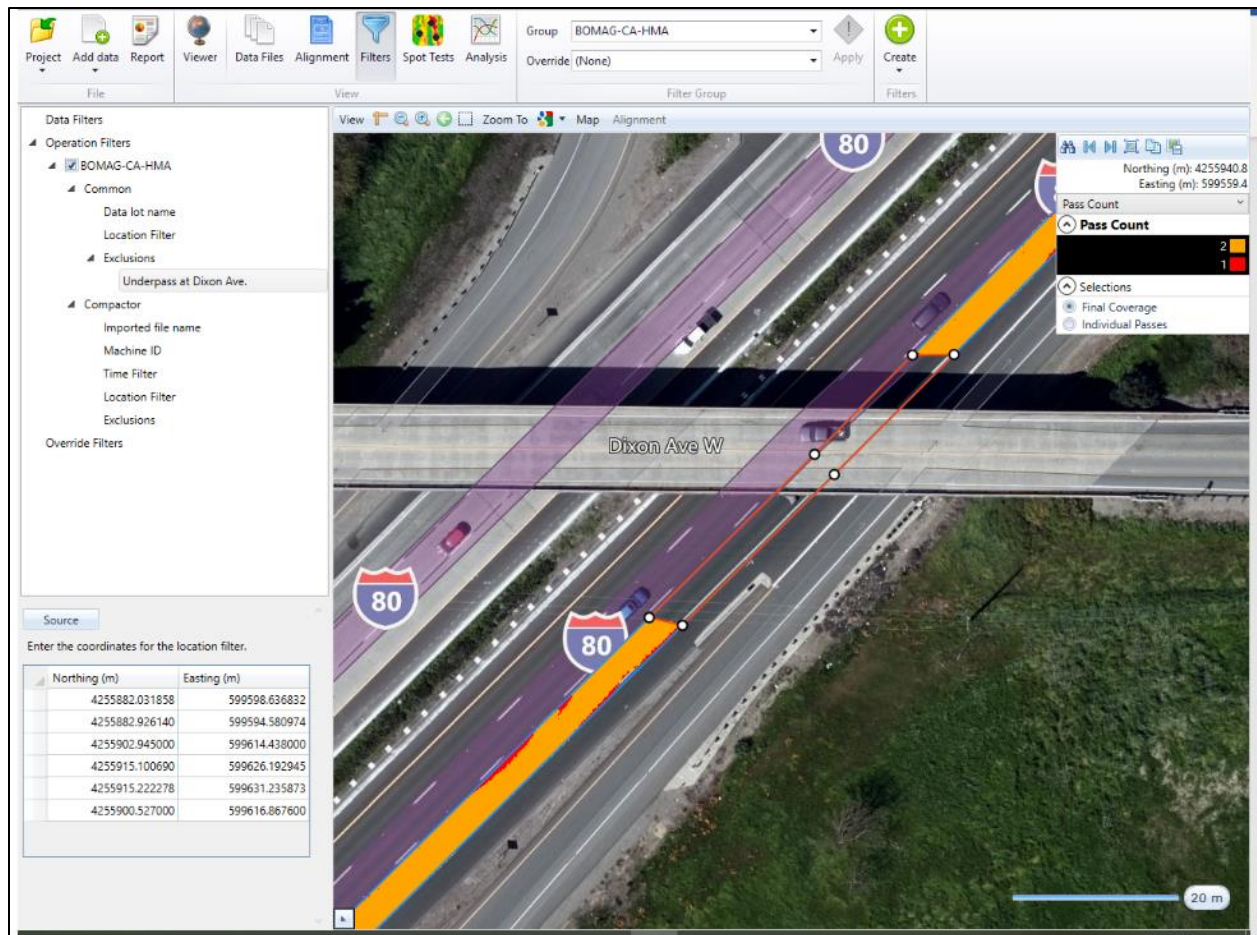 Project
Add data
Report
Viewer
Data Files
Alignment
Filters
Spot Tests
Analysis
Group BOMAG-CA-HMA
Override (None)
Apply
Create
File
View
Filter Group
Filters
Data Filters
Operation Filters
BOMAG-CA-HMA
Common
Data lot name
Location Filter
Exclusions
Underpass at Dixon Ave.
Compactor
Imported file name
Machine ID
Time Filter
Location Filter
Exclusions
Override Filters
Source
Enter the coordinates for the location filter.
Northing (m) Easting (m)
4255882.031858 599598.636832
4255882.926140 599594.580974
4255902.945000 599614.438000
4255915.100690 599626.192945
4255915.222278 599631.235873
4255900.527000 599616.867600
View Zoom To Map Alignment
80
Northing (m): 4255940.8
Easting (m): 599559.4
Pass Count
Pass Count
2
1
Selections
Final Coverage
Individual Passes
Dixon Ave W
80
80
20 m